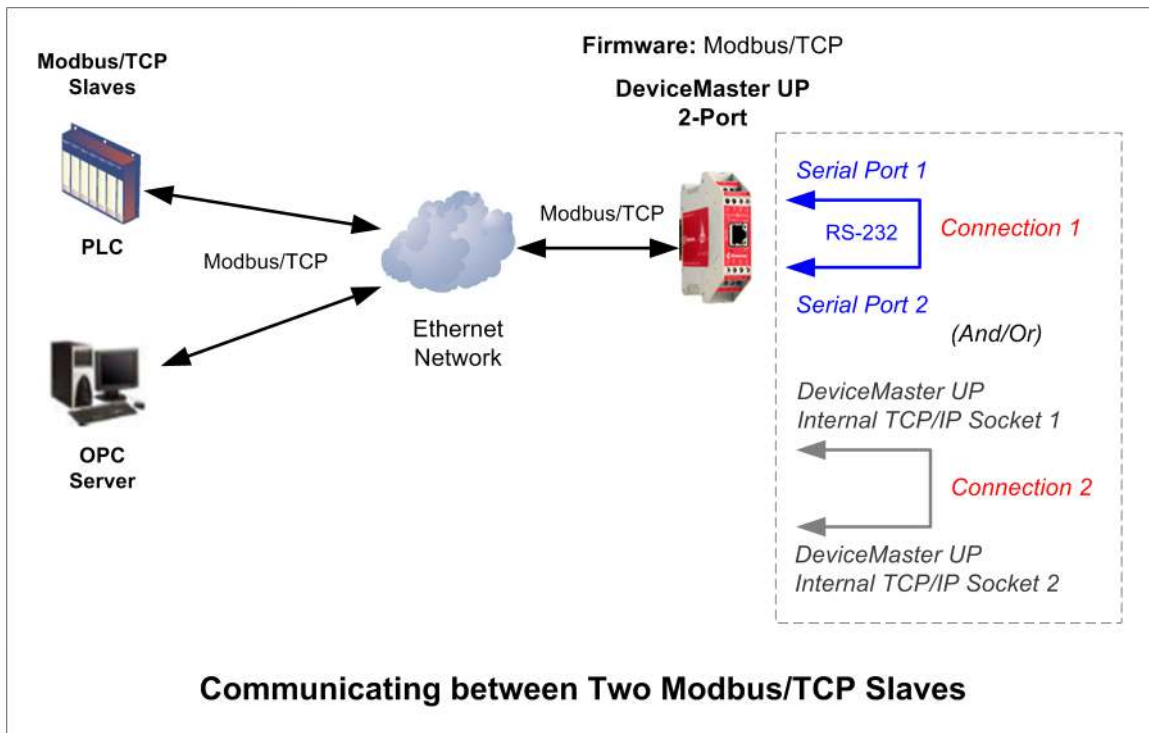 Firmware: Modbus/TCP
Modbus/TCP
Slaves
DeviceMaster UP
2-Port
PLC
Modbus/TCP
OPC
Server
Ethernet
Network
Modbus/TCP
Serial Port 1
RS-232
Connection 1
Serial Port 2
(And/Or)
DeviceMaster UP
Internal TCP/IP Socket 1
Connection 2
DeviceMaster UP
Internal TCP/IP Socket 2
Communicating between Two Modbus/TCP Slaves